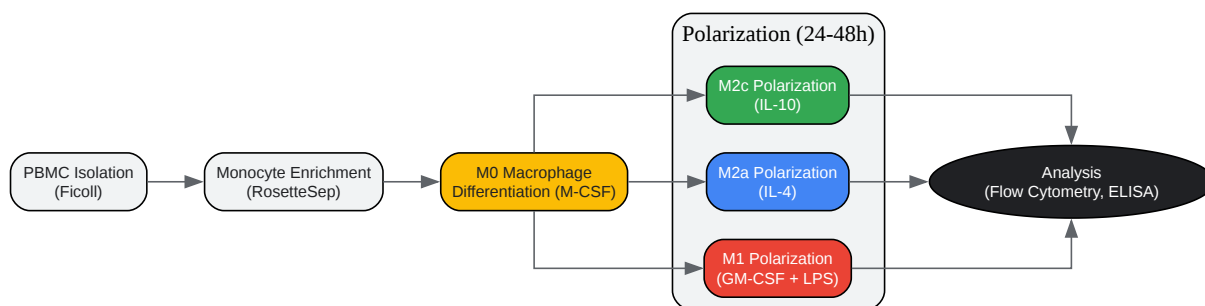 Polarization (24-48h)
PBMC Isolation
(Ficoll)
Monocyte Enrichment
(RosetteSep)
M0 Macrophage
Differentiation (M-CSF)
M2c Polarization
(IL-10)
M2a Polarization
(IL-4)
M1 Polarization
(GM-CSF + LPS)
Analysis
(Flow Cytometry, ELISA)